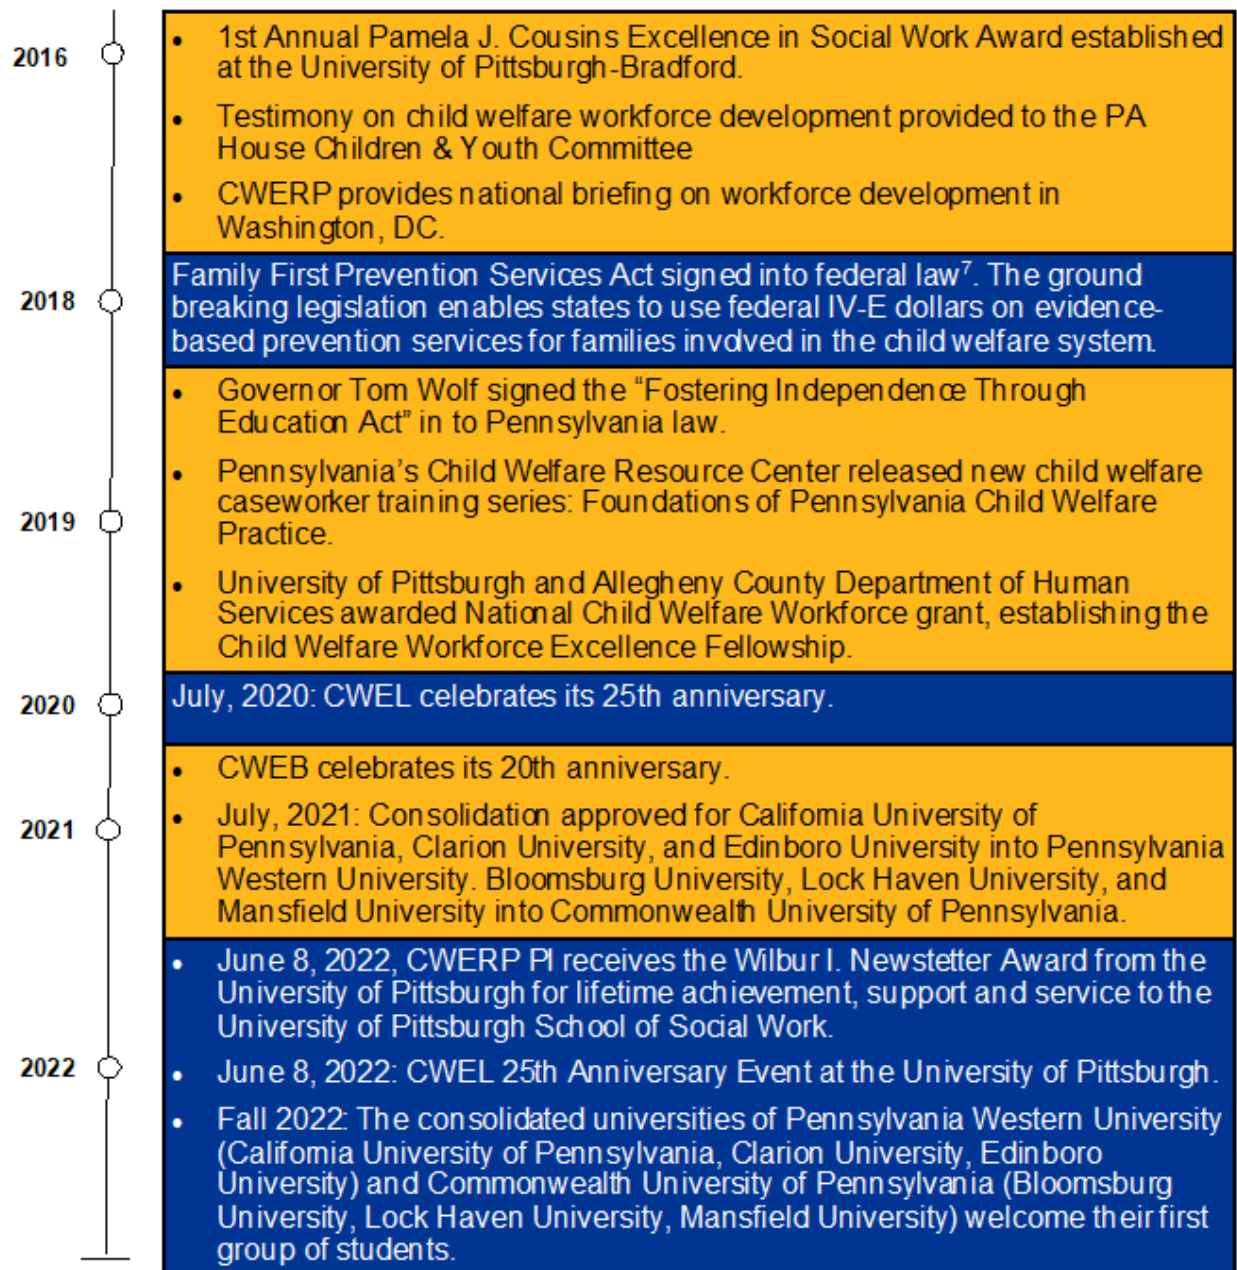 2016
• 1st Annual Pamela J. Cousins Excellence in Social Work Award established
at the University of Pittsburgh-Bradford.
• Testimony on child welfare workforce development provided to the PA
House Children & Youth Committee
• CWERP provides national briefing on workforce development in
Washington, DC.
2018
Family First Prevention Services Act signed into federal law⁷. The ground
breaking legislation enables states to use federal IV-E dollars on evidence-
based prevention services for families involved in the child welfare system.
2019
• Governor Tom Wolf signed the “Fostering Independence Through
Education Act” in to Pennsylvania law.
• Pennsylvania’s Child Welfare Resource Center released new child welfare
caseworker training series: Foundations of Pennsylvania Child Welfare
Practice.
• University of Pittsburgh and Allegheny County Department of Human
Services awarded National Child Welfare Workforce grant, establishing the
Child Welfare Workforce Excellence Fellowship.
2020
July, 2020: CWEL celebrates its 25th anniversary.
2021
• CWEB celebrates its 20th anniversary.
• July, 2021: Consolidation approved for California University of
Pennsylvania, Clarion University, and Edinboro University into Pennsylvania
Western University. Bloomsburg University, Lock Haven University, and
Mansfield University into Commonwealth University of Pennsylvania.
2022
• June 8, 2022, CWERP PI receives the Wilbur I. Newstetter Award from the
University of Pittsburgh for lifetime achievement, support and service to the
University of Pittsburgh School of Social Work.
• June 8, 2022: CWEL 25th Anniversary Event at the University of Pittsburgh.
• Fall 2022: The consolidated universities of Pennsylvania Western University
(California University of Pennsylvania, Clarion University, Edinboro
University) and Commonwealth University of Pennsylvania (Bloomsburg
University, Lock Haven University, Mansfield University) welcome their first
group of students.